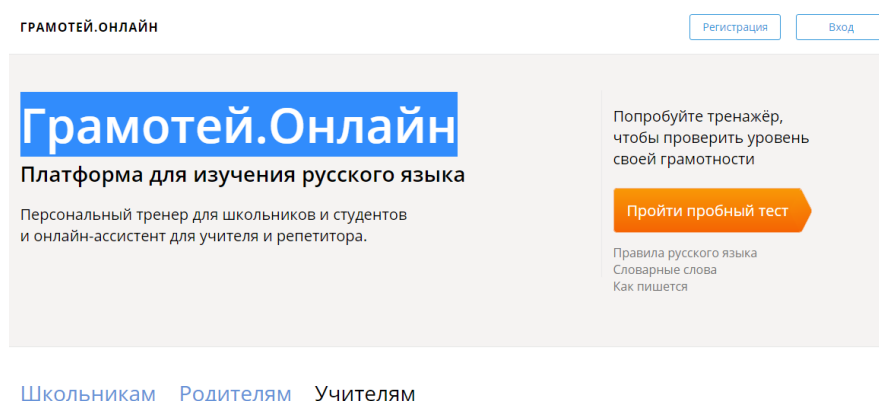 ГРАМОТЕЙ.ОНЛАЙН
Регистрация
Вход
Грамотей.Онлайн
Платформа для изучения русского языка
Персональный тренер для школьников и студентов
и онлайн-ассистент для учителя и репетитора.
Попробуйте тренажёр,
чтобы проверить уровень
своей грамотности
Пройти пробный тест
Правила русского языка
Словарные слова
Как пишется
Школьникам Родителям Учителям